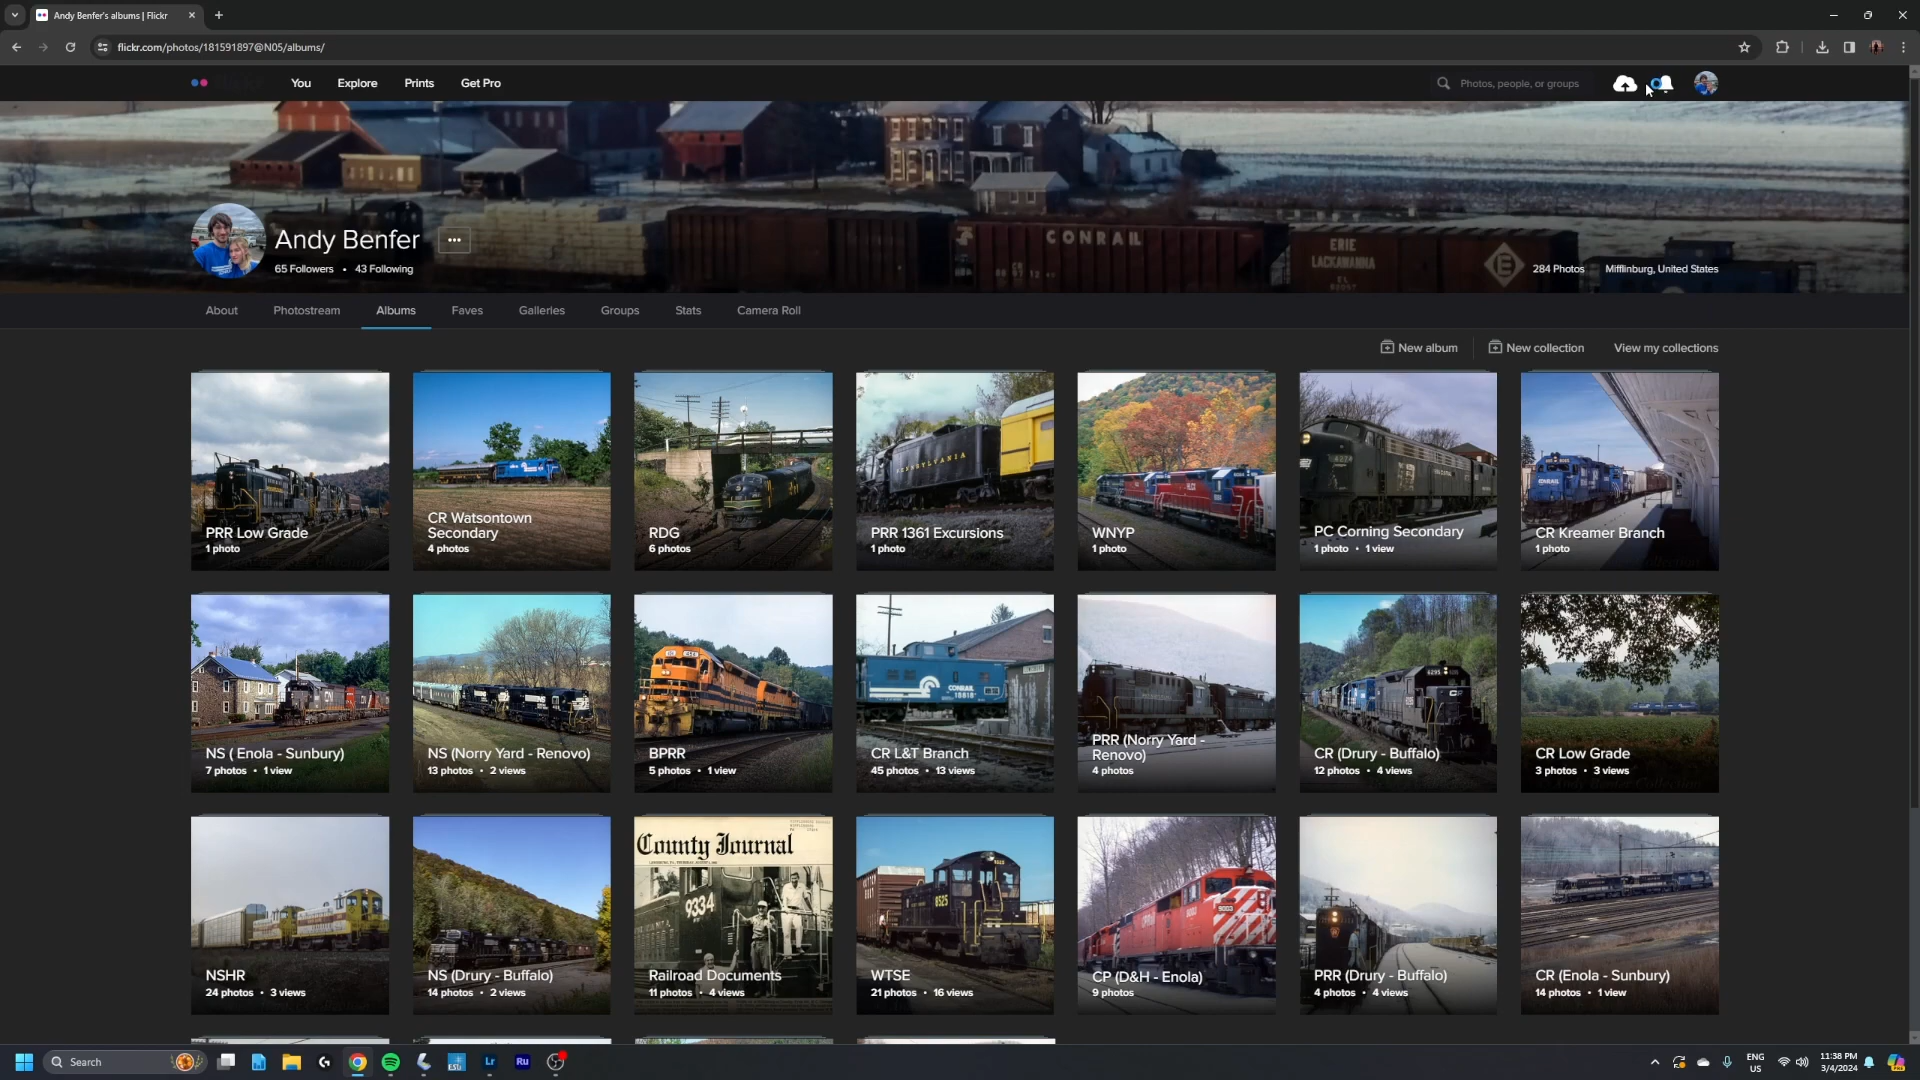 Andy Benfer's albums | Flickr
flickr.com/photos/181591897@N05/albums/
You Explore Prints Get Pro
Photos, people, or groups
CONRAIL
ERIE
LACKAWANNA
E
Andy Benfer
65 Followers • 43 Following
284 Photos Mifflinburg, United States
About Photostream Albums Faves Galleries Groups Stats Camera Roll
New album New collection View my collections
PENNSYLVANIA
PRR Low Grade
1 photo
CR Watsontown
Secondary
4 photos
RDG
6 photos
PRR 1361 Excursions
1 photo
WNYP
1 photo
PC Corning Secondary
1 photo • 1 view
CR Kreamer Branch
1 photo
NS ( Enola - Sunbury)
7 photos • 1 view
NS (Norry Yard - Renovo)
13 photos • 2 views
BPRR
5 photos • 1 view
CONRAIL
CR L&T Branch
45 photos • 13 views
PRR (Norry Yard -
Renovo)
4 photos
CR (Drury - Buffalo)
12 photos • 4 views
CR Low Grade
3 photos • 3 views
NSHR
24 photos • 3 views
NS (Drury - Buffalo)
14 photos • 2 views
County Journal
9334
Railroad Documents
11 photos • 4 views
8525
WTSE
21 photos • 16 views
9003
CP (D&H - Enola)
9 photos
PRR (Drury - Buffalo)
4 photos • 4 views
CR (Enola - Sunbury)
14 photos • 1 view
Search
Lr
Ru
ENG
US
11:38 PM
3/4/2024